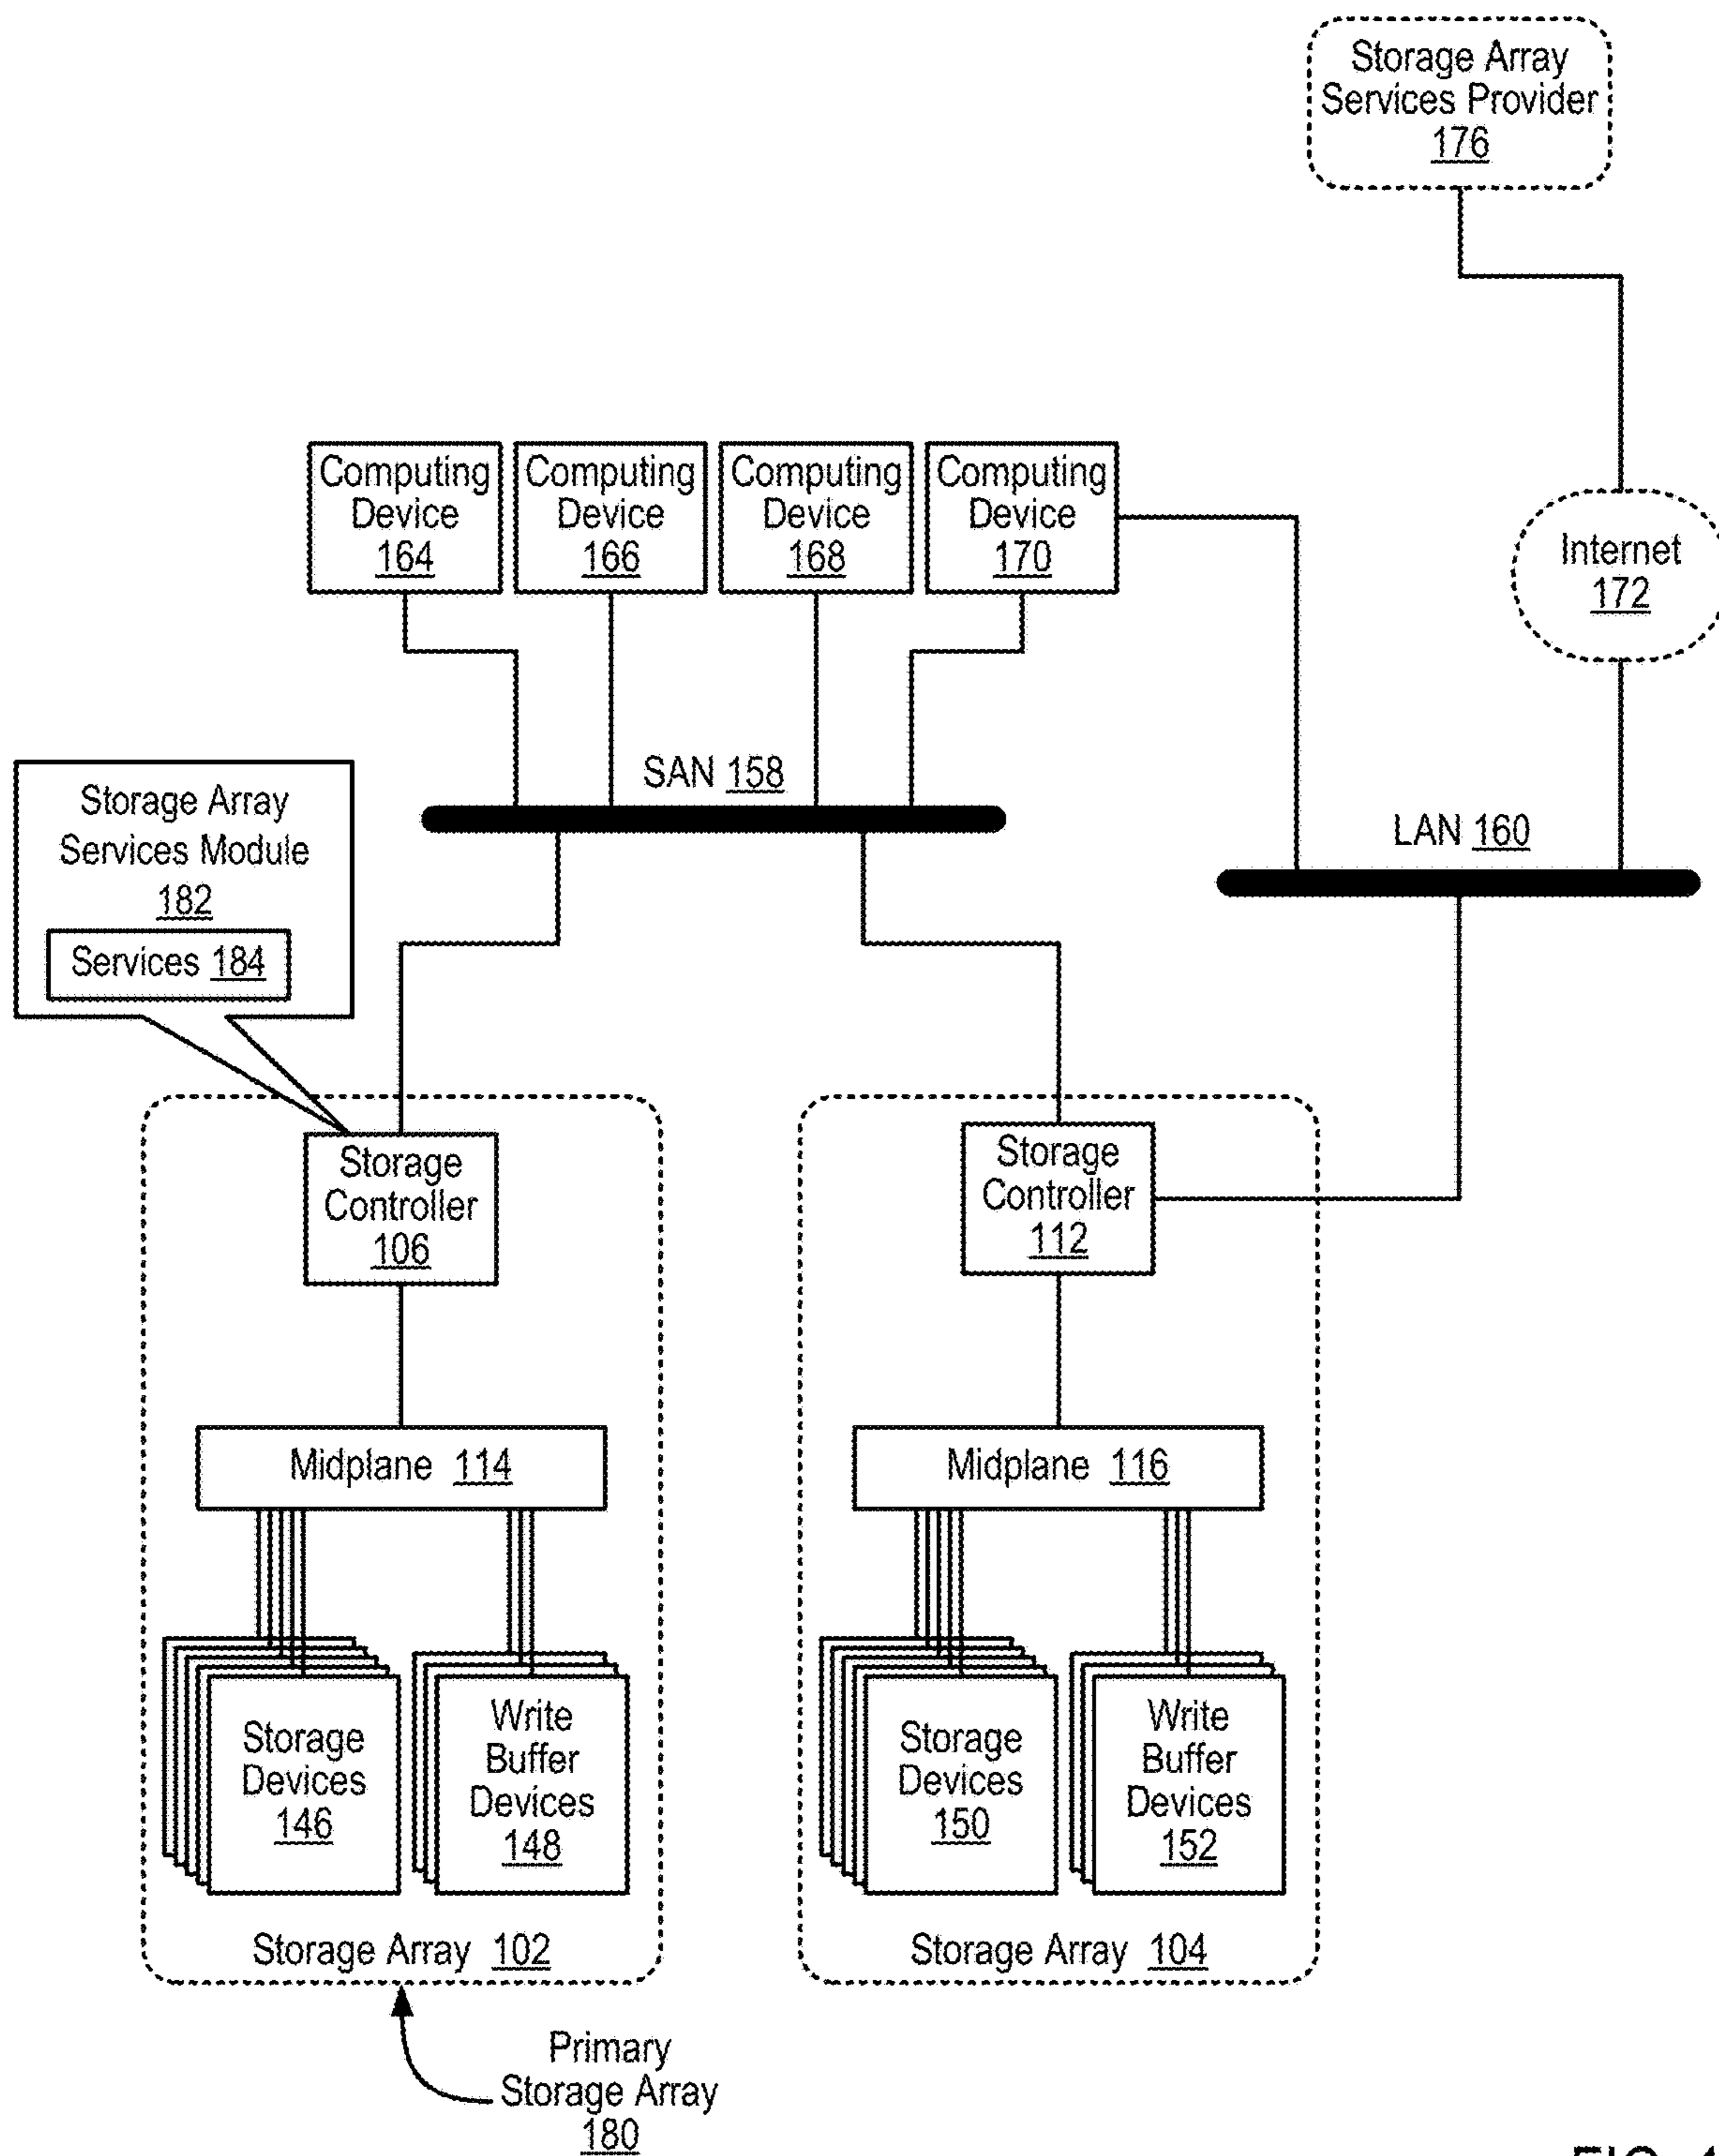 Storage Array
Services Provider
176
Computing
Device
164
Computing
Device
166
Computing
Device
168
Computing
Device
170
Internet
172
SAN 158
LAN 160
Storage Array
Services Module
182
Services 184
Storage
Controller
106
Storage
Controller
112
Midplane 114
Midplane 116
Storage
Devices
146
Write
Buffer
Devices
148
Storage
Devices
150
Write
Buffer
Devices
152
Storage Array 102
Storage Array 104
Primary
Storage Array
180